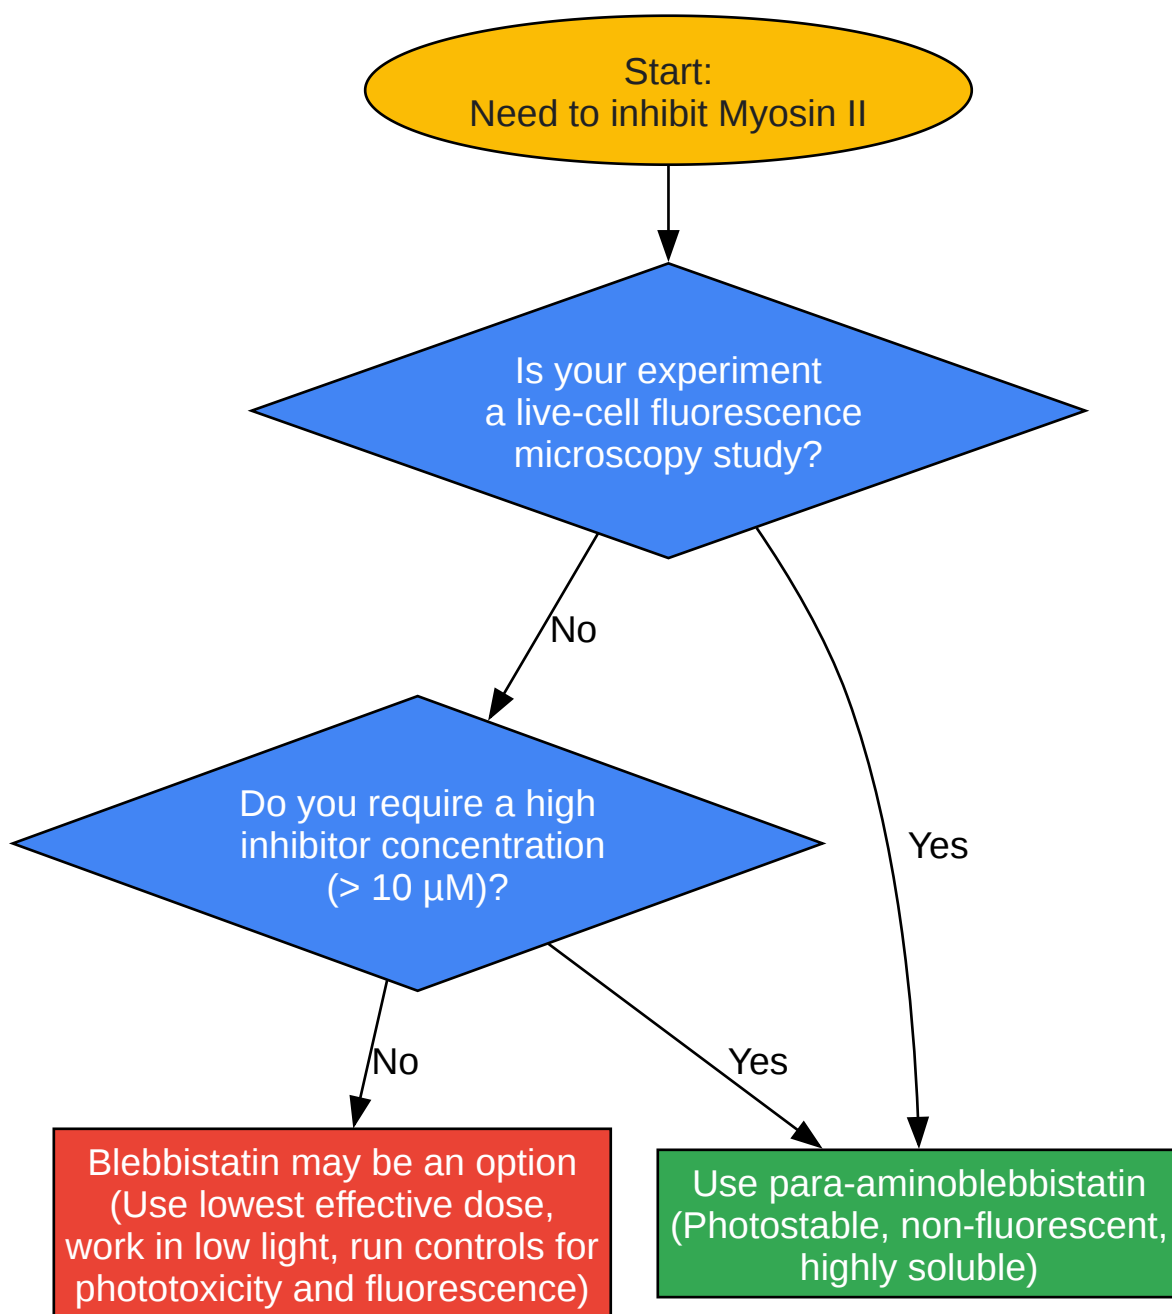 Start:
Need to inhibit Myosin II
Is your experiment
a live-cell fluorescence
microscopy study?
No
Yes
Do you require a high
inhibitor concentration
(> 10 µM)?
No
Yes
Blebbistatin may be an option
(Use lowest effective dose,
work in low light, run controls for
phototoxicity and fluorescence)
Use para-aminoblebbistatin
(Photostable, non-fluorescent,
highly soluble)